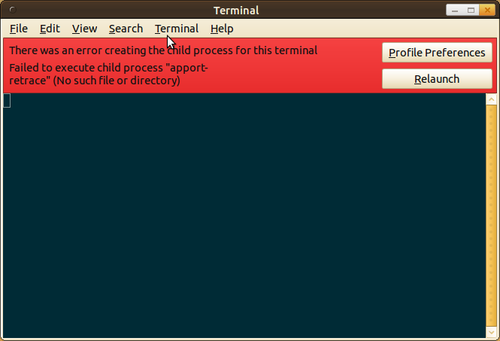 Terminal
File Edit View Search Terminal Help
There was an error creating the child process for this terminal
Profile Preferences
Failed to execute child process "apport-
retrace" (No such file or directory)
Relaunch